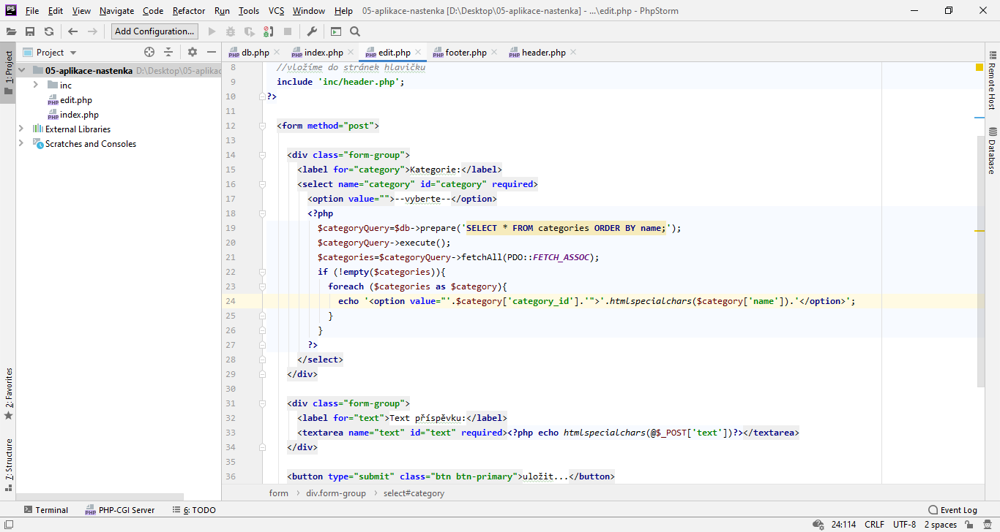 PS File Edit View Navigate Code Refactor Run Tools VCS Window Help 05-aplikace-nastenka [D:\Desktop\05-aplikace-nastenka] - ...\edit.php - PhpStorm
Add Configuration...
1: Project
Project
db.php
index.php
edit.php
footer.php
header.php
05-aplikace-nastenka D:\Desktop\05-aplikac
inc
edit.php
index.php
External Libraries
Scratches and Consoles
8 //vložíme do stránek hlavičku
9 include 'inc/header.php';
10 ?>
11
12 <form method="post">
13
14 <div class="form-group">
15 <label for="category">Kategorie:</label>
16 <select name="category" id="category" required>
17 <option value="">--vyberte--</option>
18 <?php
19 $categoryQuery=$db->prepare('SELECT * FROM categories ORDER BY name;');
20 $categoryQuery->execute();
21 $categories=$categoryQuery->fetchAll(PDO::FETCH_ASSOC);
22 if (!empty($categories)){
23 foreach ($categories as $category){
24 echo '<option value="'.$category['category_id'].'">'.htmlspecialchars($category['name']).'</option>';
25 }
26 }
27 ?>
28 </select>
29 </div>
30
31 <div class="form-group">
32 <label for="text">Text příspěvku:</label>
33 <textarea name="text" id="text" required><?php echo htmlspecialchars(@$_POST['text'])?></textarea>
34 </div>
35
36 <button type="submit" class="btn btn-primary">uložit...</button>
form › div.form-group › select#category
Remote Host
Database
2: Favorites
7: Structure
Terminal
PHP-CGI Server
6: TODO
Event Log
24:114 CRLF UTF-8 2 spaces